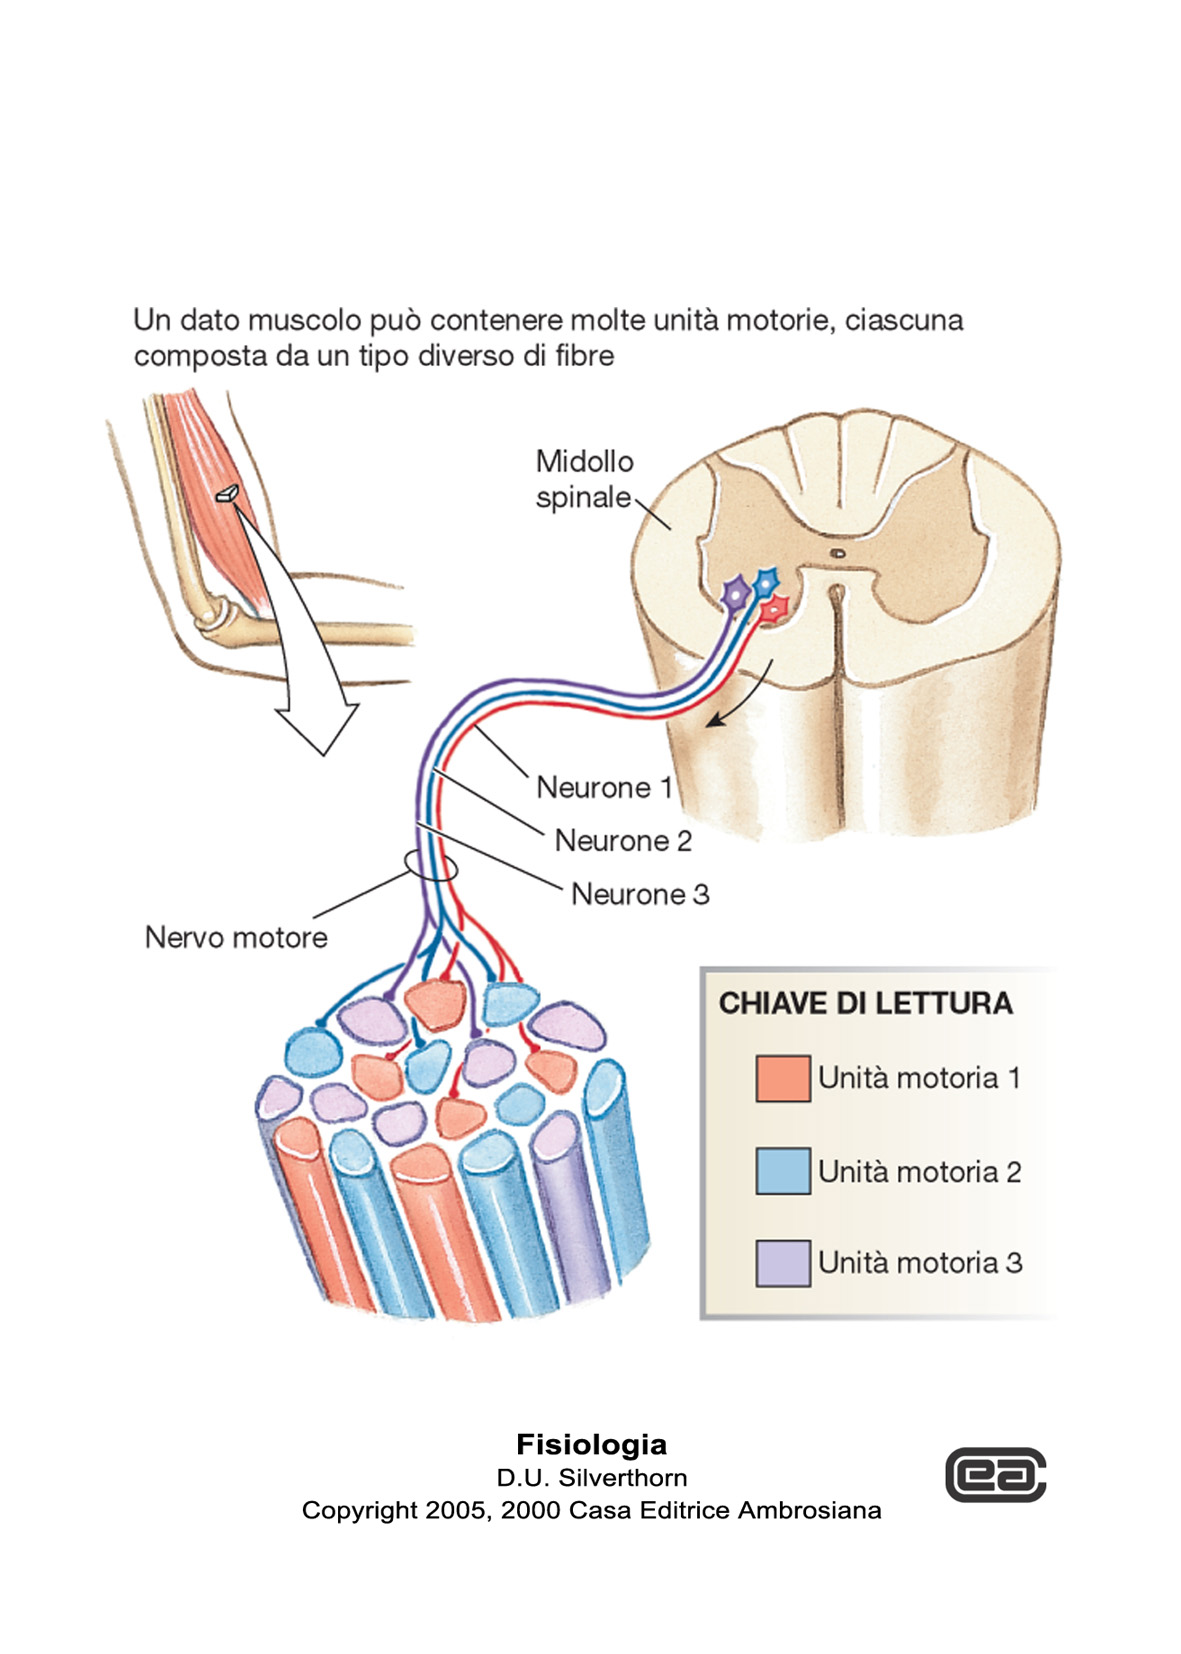 Un dato muscolo può contenere molte unità motorie, ciascuna
composta da un tipo diverso di fibre
Midollo
spinale
Neurone 1
Neurone 2
Neurone 3
Nervo motore
CHIAVE DI LETTURA
Unità motoria 1
Unità motoria 2
Unità motoria 3
Fisiologia
D.U. Silverthorn
Copyright 2005, 2000 Casa Editrice Ambrosiana
cea